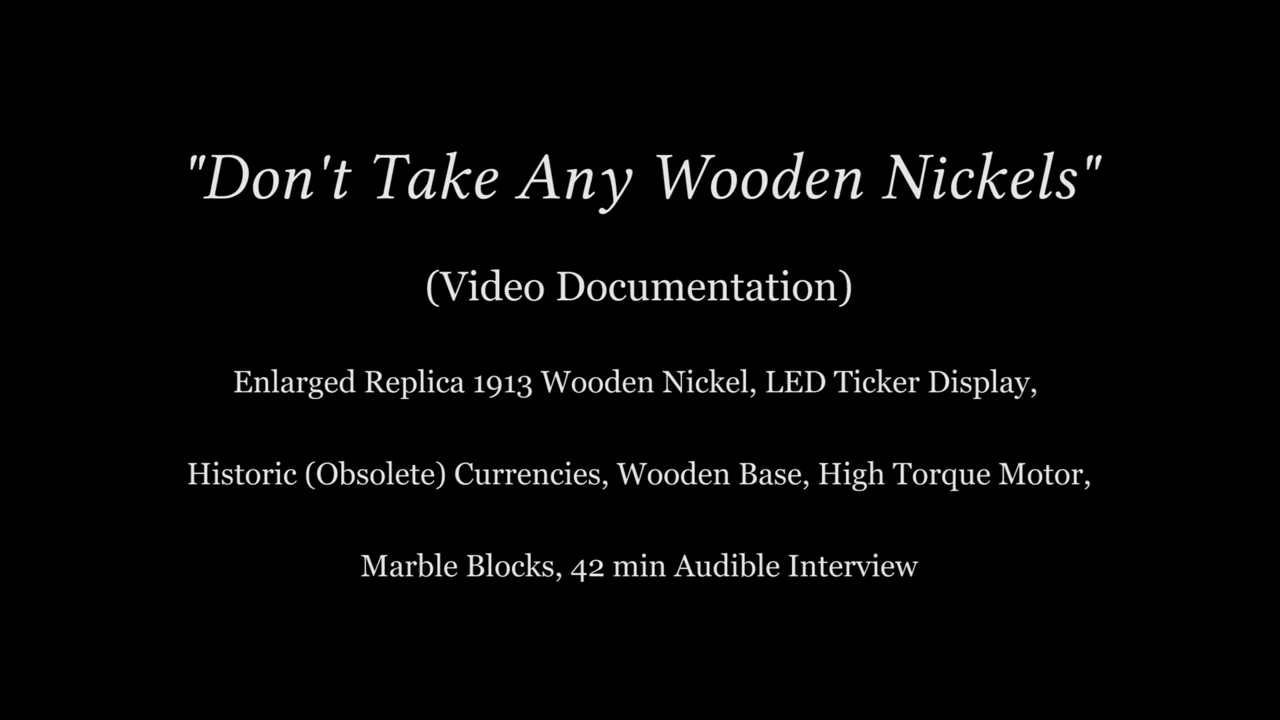 "Don't Take Any Wooden Nickels"
(Video Documentation)
Enlarged Replica 1913 Wooden Nickel, LED Ticker Display,
Historic (Obsolete) Currencies, Wooden Base, High Torque Motor,
Marble Blocks, 42 min Audible Interview